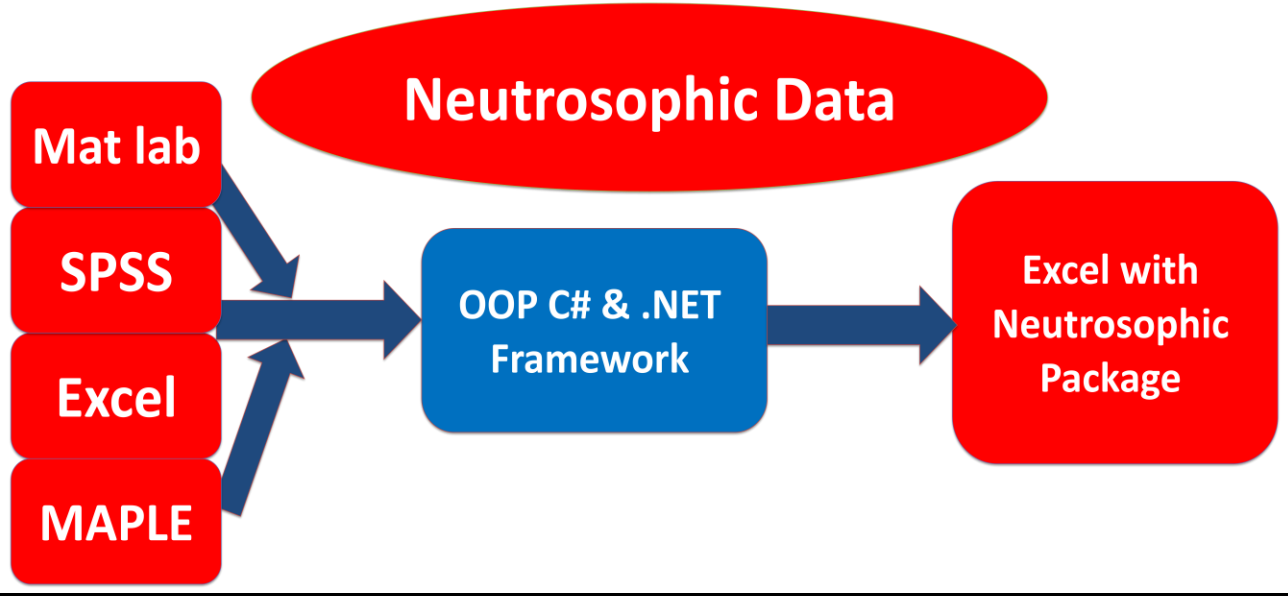 Neutrosophic Data
Mat lab
SPSS
Excel
MAPLE
OOP C# & .NET
Framework
Excel with
Neutrosophic
Package